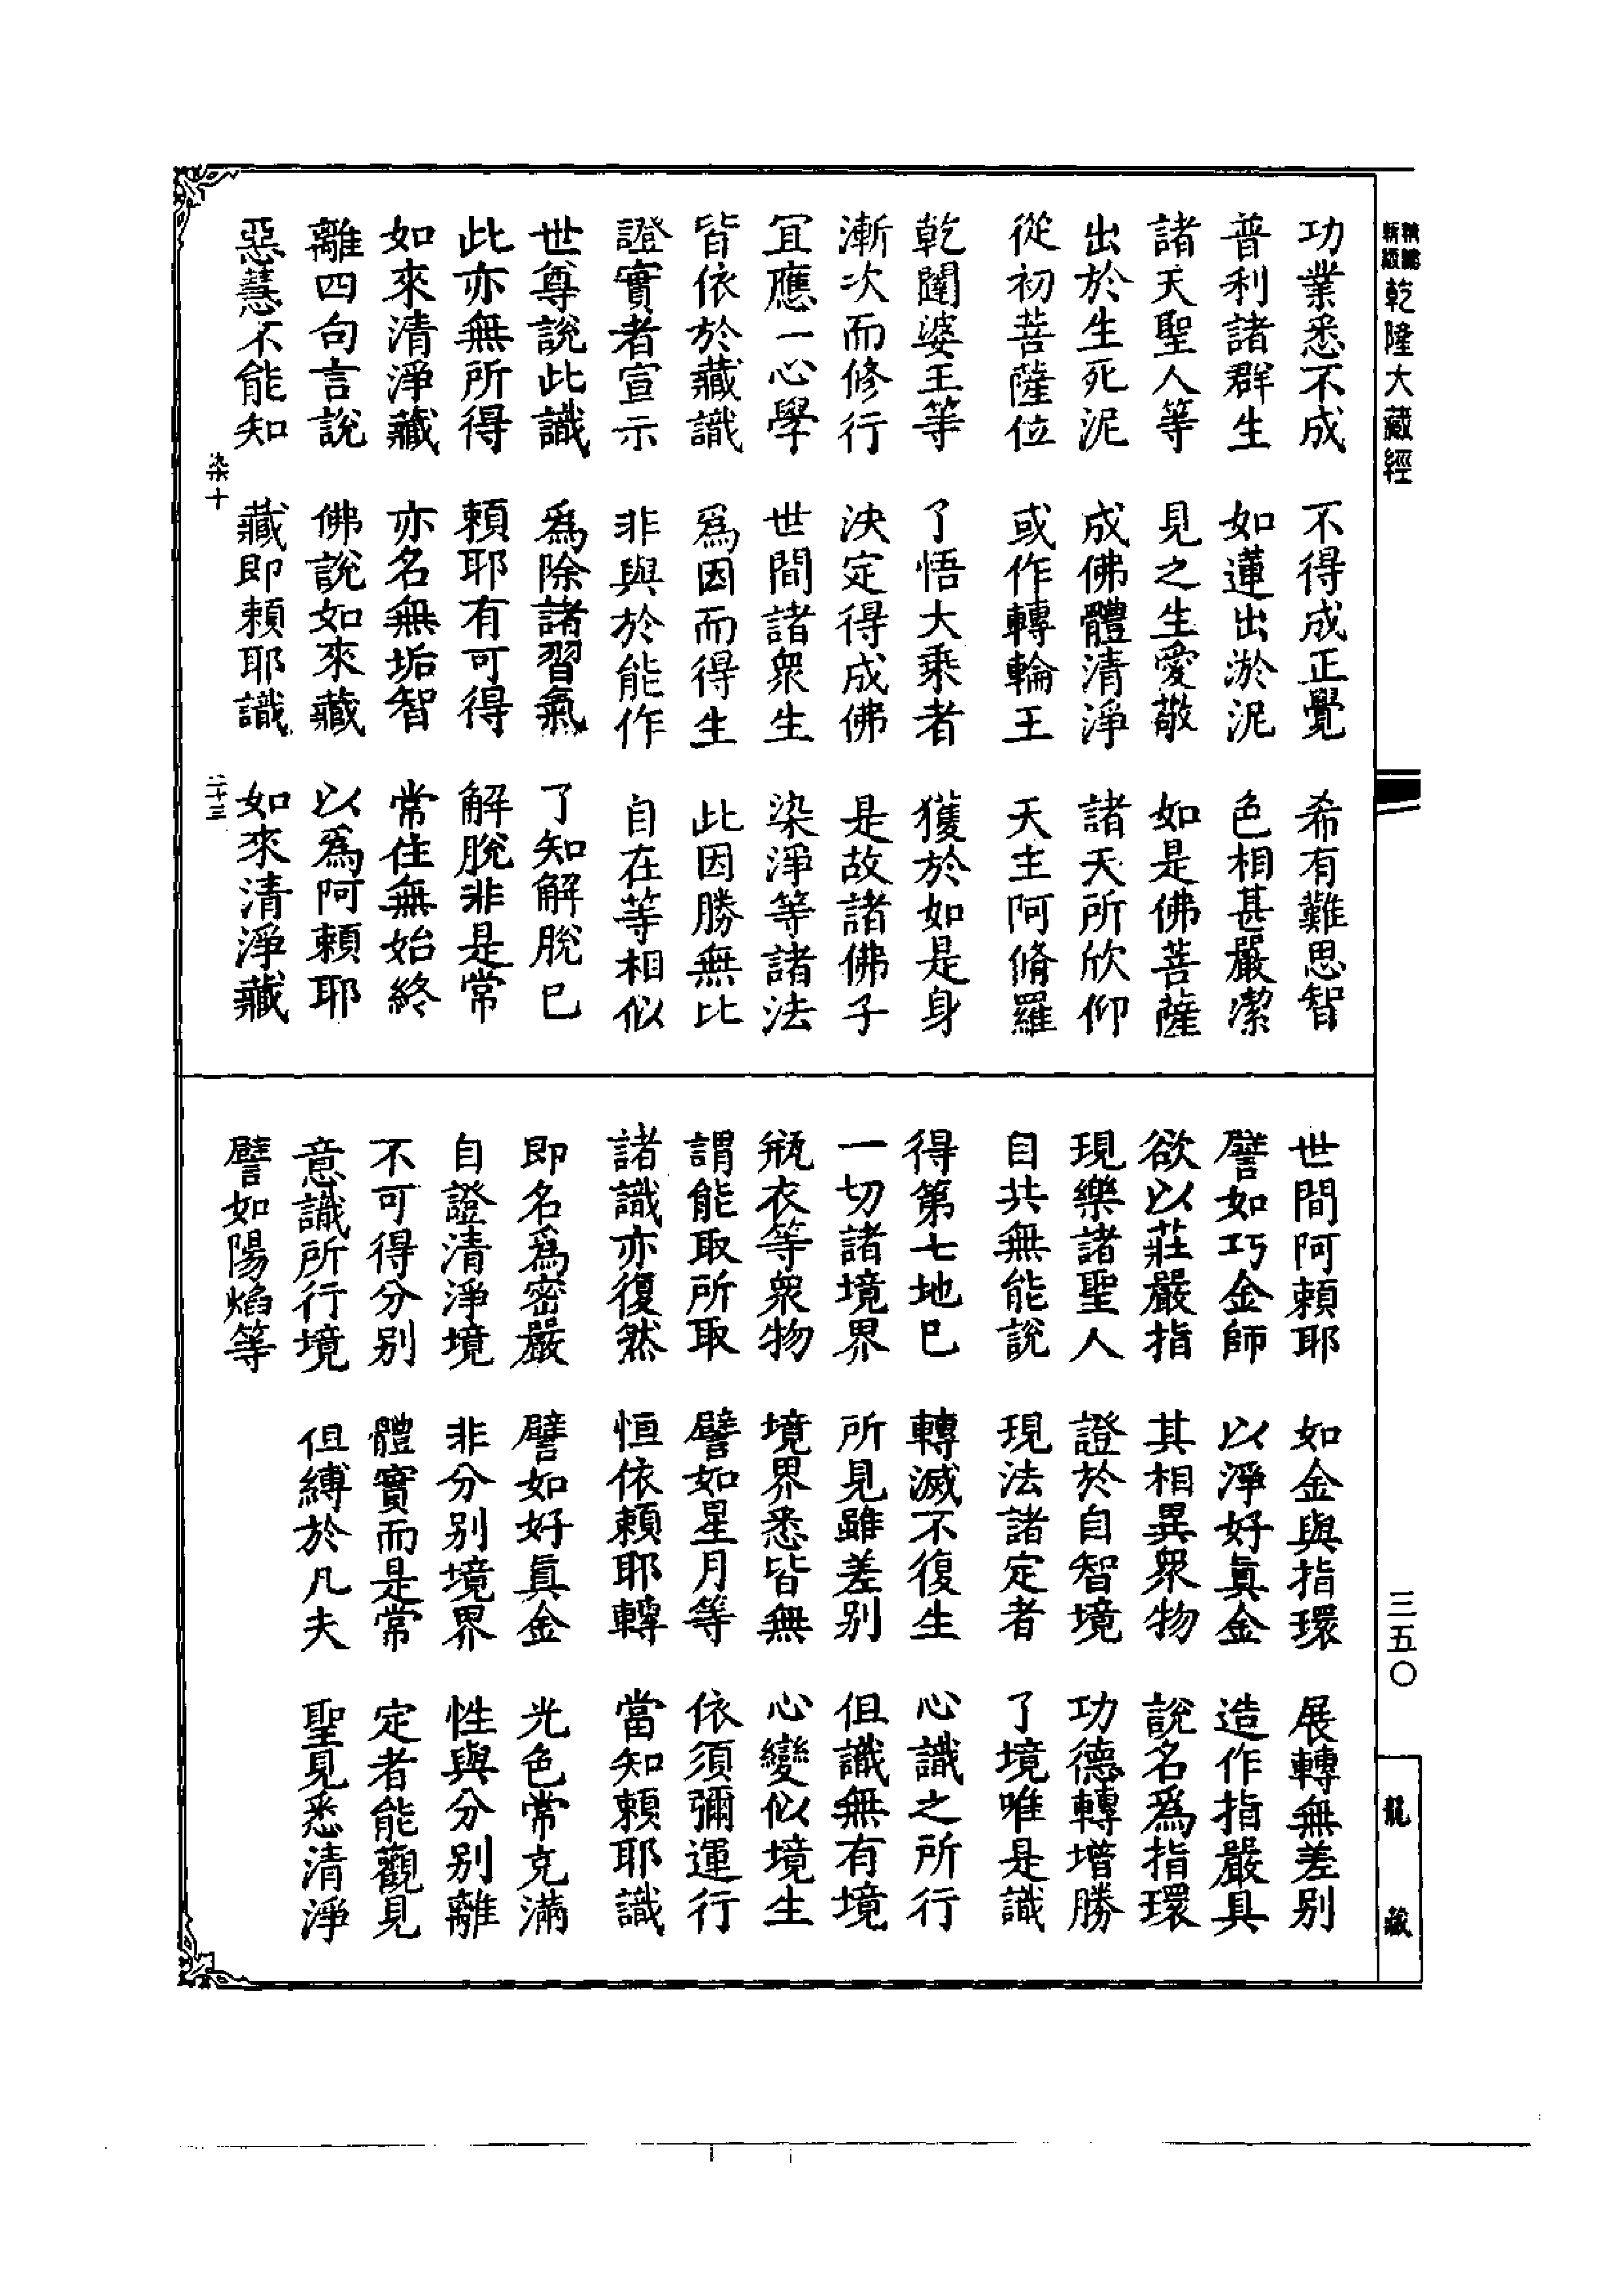 乾隆大藏經
功業悉不成　不得成正覺　希有難思智
普利諸群生　如蓮出淤泥　色相甚嚴潔
諸天聖人等　見之生愛敬　如是佛菩薩
出於生死泥　成佛體清淨　諸天所欣仰
從初菩薩位　或作轉輪王　天主阿脩羅
乾闥婆王等　了悟大乘者　獲於如是身
漸次而修行　決定得成佛　是故諸佛子
宜應一心學　世間諸衆生　染淨等諸法
皆依於藏識　爲因而得生　此因勝無比
證實者宣示　非與於能作　自在等相似
世尊說此識　爲除諸習氣　了知解脫已
此亦無所得　賴耶有可得　解脫非是常
如來清淨藏　亦名無垢智　常住無始終
離四句言說　佛說如來藏　以爲阿賴耶
惡慧不能知　藏即賴耶識　如來清淨藏
染十　二十三
世間阿賴耶　如金與指環　展轉無差别
譬如巧金師　以淨好眞金　造作指嚴具
欲以莊嚴指　其相異衆物　說名爲指環
現樂諸聖人　證於自智境　功德轉增勝
自共無能說　現法諸定者　了境唯是識
得第七地已　轉滅不復生　心識之所行
一切諸境界　所見雖差别　但識無有境
瓶衣等衆物　境界悉皆無　心變似境生
謂能取所取　譬如星月等　依須彌運行
諸識亦復然　恒依賴耶轉　當知賴耶識
即名爲密嚴　譬如好眞金　光色常充滿
自證清淨境　非分别境界　性與分别離
不可得分别　體實而是常　定者能觀見
意識所行境　但縛於凡夫　聖見悉清淨
譬如陽焰等
三五〇
龍藏